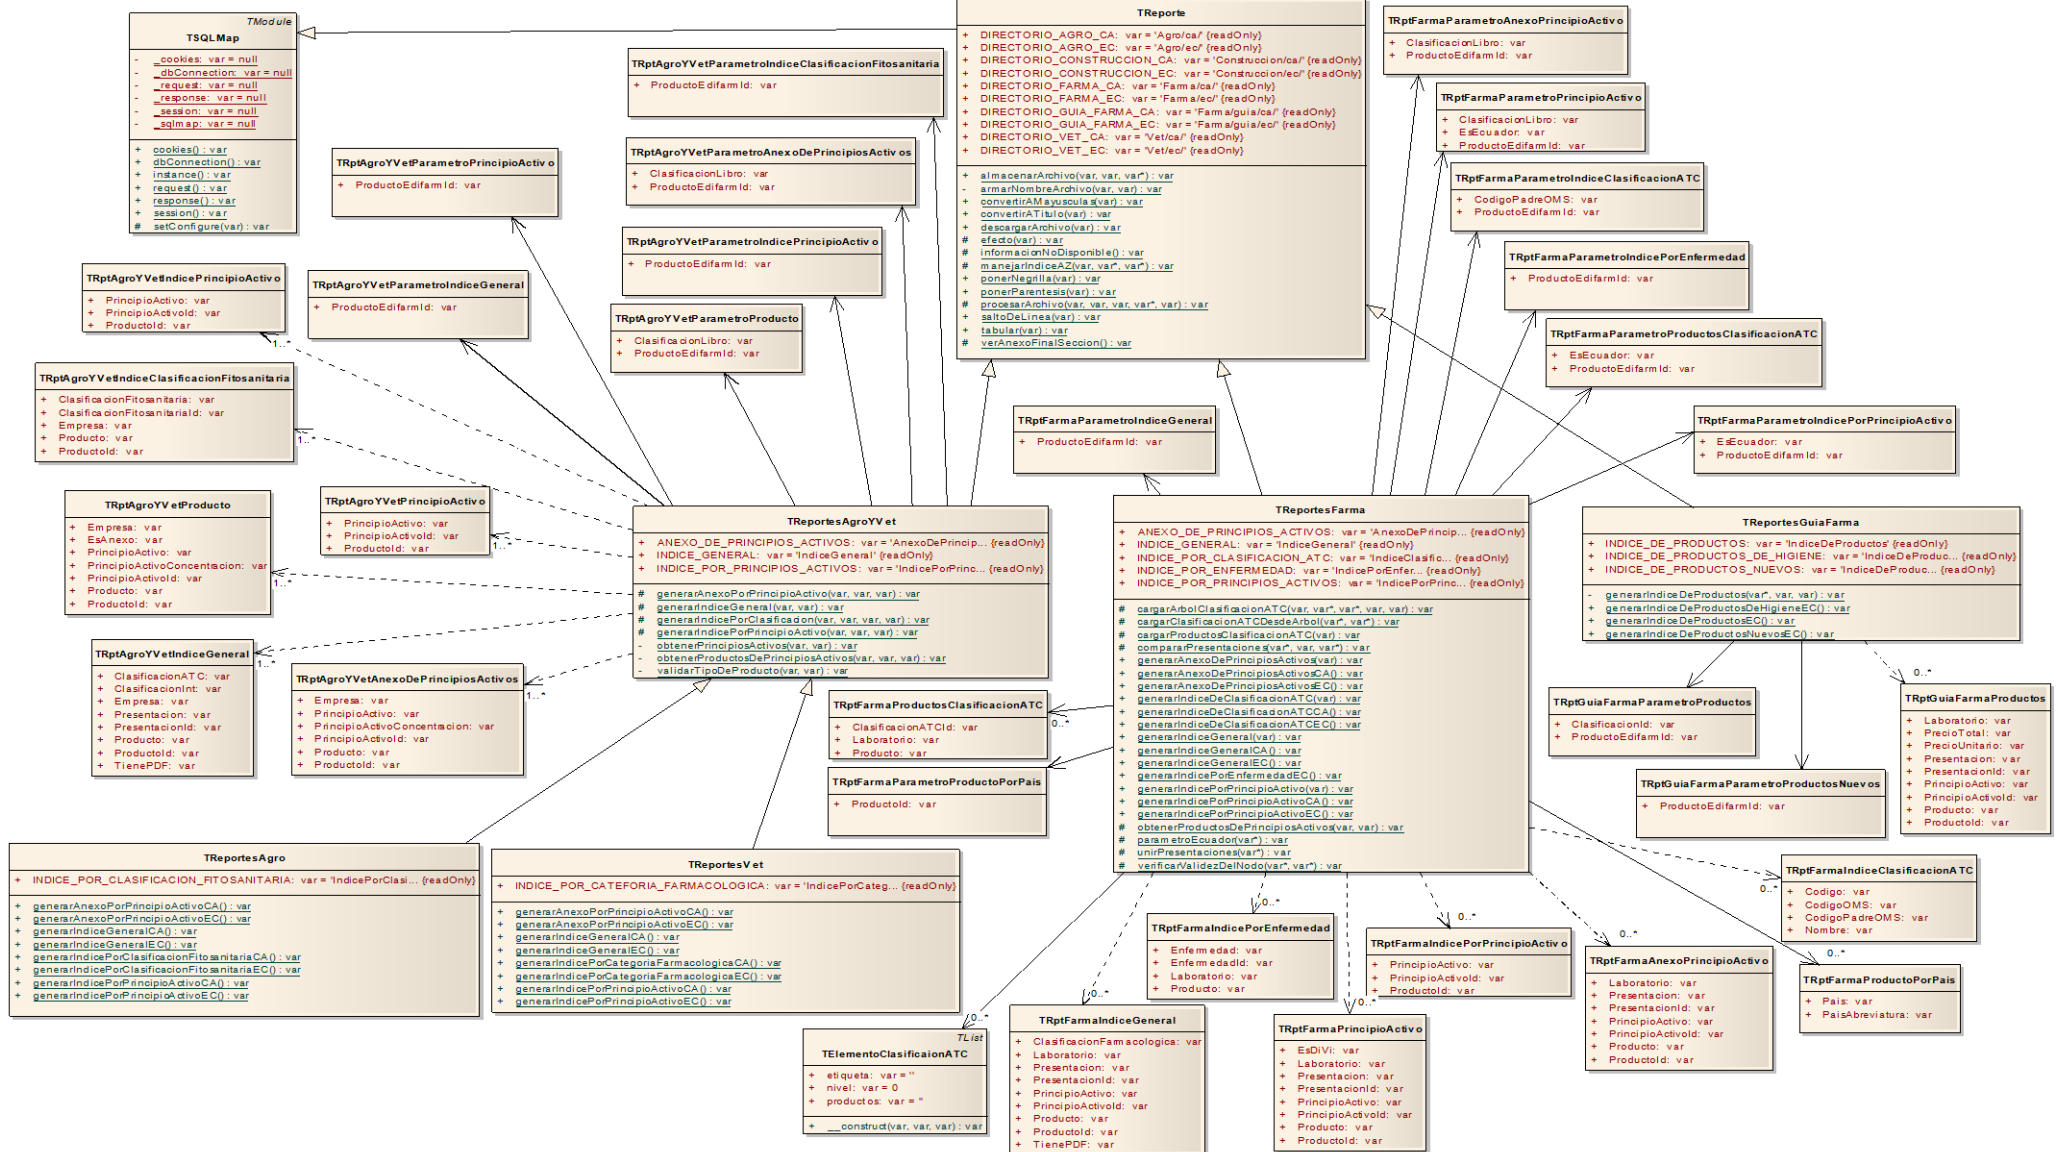 TModule
TSQLMap
- _cookies: var = null
- _dbConnection: var = null
- _request: var = null
- _response: var = null
- _session: var = null
- _sqlmap: var = null
+ cookies() : var
+ dbConnection() : var
+ instance() : var
+ request() : var
+ response() : var
+ session() : var
# setConfigure(var) : var
TReporte
+ DIRECTORIO_AGRO_CA: var = 'Agro/ca/' {readOnly}
+ DIRECTORIO_AGRO_EC: var = 'Agro/ec/' {readOnly}
+ DIRECTORIO_CONSTRUCCION_CA: var = 'Construccion/ca/' {readOnly}
+ DIRECTORIO_CONSTRUCCION_EC: var = 'Construccion/ec/' {readOnly}
+ DIRECTORIO_FARMA_CA: var = 'Farma/ca/' {readOnly}
+ DIRECTORIO_FARMA_EC: var = 'Farma/ec/' {readOnly}
+ DIRECTORIO_GUIA_FARMA_CA: var = 'Farma/guia/ca/' {readOnly}
+ DIRECTORIO_GUIA_FARMA_EC: var = 'Farma/guia/ec/' {readOnly}
+ DIRECTORIO_VET_CA: var = 'Vet/ca/' {readOnly}
+ DIRECTORIO_VET_EC: var = 'Vet/ec/' {readOnly}
+ almacenarArchivo(var, var, var*) : var
- armarNombreArchivo(var, var) : var
+ convertirAMayusculas(var) : var
+ convertirATitulo(var) : var
+ descargarArchivo(var) : var
# efecto(var) : var
# informacionNoDisponible() : var
# manejarIndiceAZ(var, var*, var*) : var
+ ponerNegrilla(var) : var
+ ponerParentesis(var) : var
# procesarArchivo(var, var, var, var*, var) : var
+ saltoDeLinea(var) : var
+ tabular(var) : var
# verAnexoFinalSeccion() : var
TRptAgroYVetParametroIndiceClasificacionFitosanitaria
+ ProductoEdifarmId: var
TRptAgroYVetParametroPrincipioActivo
+ ProductoEdifarmId: var
TRptAgroYVetParametroAnexoDePrincipiosActivos
+ ClasificacionLibro: var
+ ProductoEdifarmId: var
TRptAgroYVetParametroIndicePrincipioActivo
+ ProductoEdifarmId: var
TRptAgroYVetParametroIndiceGeneral
+ ProductoEdifarmId: var
TRptAgroYVetParametroProducto
+ ClasificacionLibro: var
+ ProductoEdifarmId: var
TRptFarmaParametroAnexoPrincipioActivo
+ ClasificacionLibro: var
+ ProductoEdifarmId: var
TRptFarmaParametroPrincipioActivo
+ ClasificacionLibro: var
+ EsEcuador: var
+ ProductoEdifarmId: var
TRptFarmaParametroIndiceClasificacionATC
+ CodigoPadreOMS: var
+ ProductoEdifarmId: var
TRptFarmaParametroIndicePorEnfermedad
+ ProductoEdifarmId: var
TRptFarmaParametroProductosClasificacionATC
+ EsEcuador: var
+ ProductoEdifarmId: var
TRptFarmaParametroIndicePorPrincipioActivo
+ EsEcuador: var
+ ProductoEdifarmId: var
TRptFarmaParametroIndiceGeneral
+ ProductoEdifarmId: var
TRptAgroYVetIndicePrincipioActivo
+ PrincipioActivo: var
+ PrincipioActivoId: var
+ ProductoId: var
1..*
TRptAgroYVetIndiceClasificacionFitosanitaria
+ ClasificacionFitosanitaria: var
+ ClasificacionFitosanitariaId: var
+ Empresa: var
+ Producto: var
+ ProductoId: var
1..*
TRptAgroYVetProducto
+ Empresa: var
+ EsAnexo: var
+ PrincipioActivo: var
+ PrincipioActivoConcentracion: var
+ PrincipioActivoId: var
+ Producto: var
+ ProductoId: var
1..*
TRptAgroYVetPrincipioActivo
+ PrincipioActivo: var
+ PrincipioActivoId: var
+ ProductoId: var
1..*
TRptAgroYVetIndiceGeneral
+ ClasificacionATC: var
+ ClasificacionInt: var
+ Empresa: var
+ Presentacion: var
+ PresentacionId: var
+ Producto: var
+ ProductoId: var
+ TienePDF: var
1..*
TRptAgroYVetAnexoDePrincipiosActivos
+ Empresa: var
+ PrincipioActivo: var
+ PrincipioActivoConcentracion: var
+ PrincipioActivoId: var
+ Producto: var
+ ProductoId: var
1..*
TReportesAgroYVet
+ ANEXO_DE_PRINCIPIOS_ACTIVOS: var = 'AnexoDePrincip... {readOnly}
+ INDICE_GENERAL: var = 'IndiceGeneral' {readOnly}
+ INDICE_POR_PRINCIPIOS_ACTIVOS: var = 'IndicePorPrinc... {readOnly}
# generarAnexoPorPrincipioActivo(var, var, var) : var
# generarIndiceGeneral(var, var) : var
# generarIndicePorClasificacion(var, var, var, var) : var
# generarIndicePorPrincipioActivo(var, var, var) : var
- obtenerPrincipiosActivos(var, var) : var
- obtenerProductosDePrincipiosActivos(var, var, var) : var
- validarTipoDeProducto(var, var) : var
TReportesFarma
+ ANEXO_DE_PRINCIPIOS_ACTIVOS: var = 'AnexoDePrincip... {readOnly}
+ INDICE_GENERAL: var = 'IndiceGeneral' {readOnly}
+ INDICE_POR_CLASIFICACION_ATC: var = 'IndiceClasific... {readOnly}
+ INDICE_POR_ENFERMEDAD: var = 'IndicePorEnfer... {readOnly}
+ INDICE_POR_PRINCIPIOS_ACTIVOS: var = 'IndicePorPrinc... {readOnly}
# cargarArbolClasificacionATC(var, var*, var*, var, var) : var
# cargarClasificacionATCDesdeArbol(var*, var*) : var
# cargarProductosClasificacionATC(var) : var
# compararPresentaciones(var*, var, var*) : var
+ generarAnexoDePrincipiosActivos(var) : var
+ generarAnexoDePrincipiosActivosCA() : var
+ generarAnexoDePrincipiosActivosEC() : var
+ generarIndiceDeClasificacionATC(var) : var
+ generarIndiceDeClasificacionATCCA() : var
+ generarIndiceDeClasificacionATCEC() : var
+ generarIndiceGeneral(var) : var
+ generarIndiceGeneralCA() : var
+ generarIndiceGeneralEC() : var
+ generarIndicePorEnfermedadEC() : var
+ generarIndicePorPrincipioActivo(var) : var
+ generarIndicePorPrincipioActivoCA() : var
+ generarIndicePorPrincipioActivoEC() : var
# obtenerProductosDePrincipiosActivos(var, var) : var
# parametroEcuador(var*) : var
# unirPresentaciones(var*) : var
# verificarValidezDelNodo(var*, var*) : var
TReportesGuiaFarma
+ INDICE_DE_PRODUCTOS: var = 'IndiceDeProductos' {readOnly}
+ INDICE_DE_PRODUCTOS_DE_HIGIENE: var = 'IndiceDeProduc... {readOnly}
+ INDICE_DE_PRODUCTOS_NUEVOS: var = 'IndiceDeProduc... {readOnly}
- generarIndiceDeProductos(var*, var, var) : var
+ generarIndiceDeProductosDeHigieneEC() : var
+ generarIndiceDeProductosEC() : var
+ generarIndiceDeProductosNuevosEC() : var
TRptFarmaProductosClasificacionATC
+ ClasificacionATCId: var
+ Laboratorio: var
+ Producto: var
0..*
TRptFarmaParametroProductoPorPais
+ ProductoId: var
TRptGuiaFarmaParametroProductos
+ ClasificacionId: var
+ ProductoEdifarmId: var
TRptGuiaFarmaParametroProductosNuevos
+ ProductoEdifarmId: var
0..*
TRptGuiaFarmaProductos
+ Laboratorio: var
+ PrecioTotal: var
+ PrecioUnitario: var
+ Presentacion: var
+ PresentacionId: var
+ PrincipioActivo: var
+ PrincipioActivoId: var
+ Producto: var
+ ProductoId: var
TReportesAgro
+ INDICE_POR_CLASIFICACION_FITOSANITARIA: var = 'IndicePorClasi... {readOnly}
+ generarAnexoPorPrincipioActivoCA() : var
+ generarAnexoPorPrincipioActivoEC() : var
+ generarIndiceGeneralCA() : var
+ generarIndiceGeneralEC() : var
+ generarIndicePorClasificacionFitosanitariaCA() : var
+ generarIndicePorClasificacionFitosanitariaEC() : var
+ generarIndicePorPrincipioActivoCA() : var
+ generarIndicePorPrincipioActivoEC() : var
TReportesVet
+ INDICE_POR_CATEFORIA_FARMACOLOGICA: var = 'IndicePorCateg... {readOnly}
+ generarAnexoPorPrincipioActivoCA() : var
+ generarAnexoPorPrincipioActivoEC() : var
+ generarIndiceGeneralCA() : var
+ generarIndiceGeneralEC() : var
+ generarIndicePorCategoriaFarmacologicaCA() : var
+ generarIndicePorCategoriaFarmacologicaEC() : var
+ generarIndicePorPrincipioActivoCA() : var
+ generarIndicePorPrincipioActivoEC() : var
0..*
TList
TElementoClasificaionATC
+ etiqueta: var = ''
+ nivel: var = 0
+ productos: var = ''
+ __construct(var, var, var) : var
0..*
TRptFarmaIndiceGeneral
+ ClasificacionFarmacologica: var
+ Laboratorio: var
+ Presentacion: var
+ PresentacionId: var
+ PrincipioActivo: var
+ PrincipioActivoId: var
+ Producto: var
+ ProductoId: var
+ TienePDF: var
0..*
TRptFarmaIndicePorEnfermedad
+ Enfermedad: var
+ EnfermedadId: var
+ Laboratorio: var
+ Producto: var
0..*
TRptFarmaPrincipioActivo
+ EsDiVi: var
+ Laboratorio: var
+ Presentacion: var
+ PresentacionId: var
+ PrincipioActivo: var
+ PrincipioActivoId: var
+ Producto: var
+ ProductoId: var
0..*
TRptFarmaIndicePorPrincipioActivo
+ PrincipioActivo: var
+ PrincipioActivoId: var
+ ProductoId: var
0..*
TRptFarmaAnexoPrincipioActivo
+ Laboratorio: var
+ Presentacion: var
+ PresentacionId: var
+ PrincipioActivo: var
+ PrincipioActivoId: var
+ Producto: var
+ ProductoId: var
0..*
TRptFarmaIndiceClasificacionATC
+ Codigo: var
+ CodigoOMS: var
+ CodigoPadreOMS: var
+ Nombre: var
0..*
TRptFarmaProductoPorPais
+ Pais: var
+ PaisAbreviatura: var